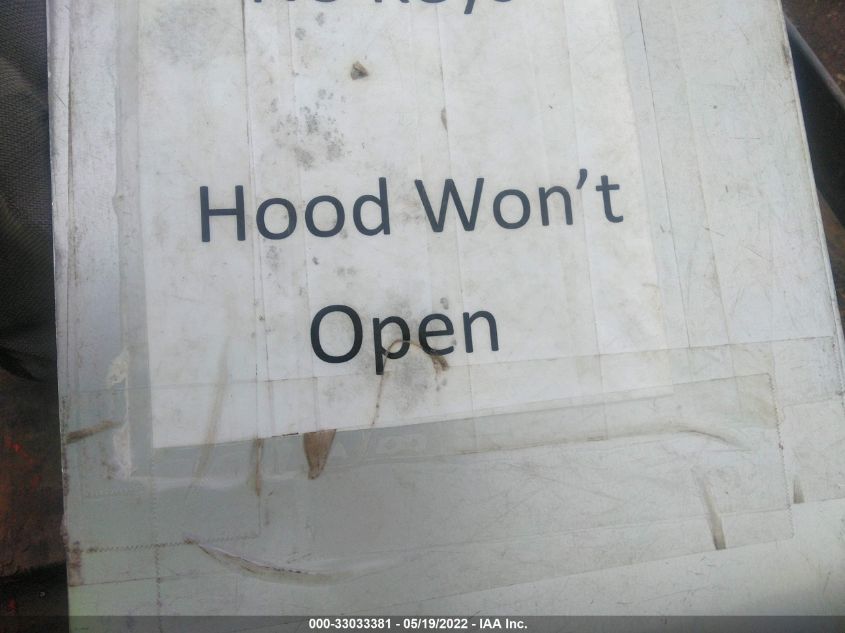 Hood Won't
Open
000-33033381 - 05/19/2022 - IAA Inc.